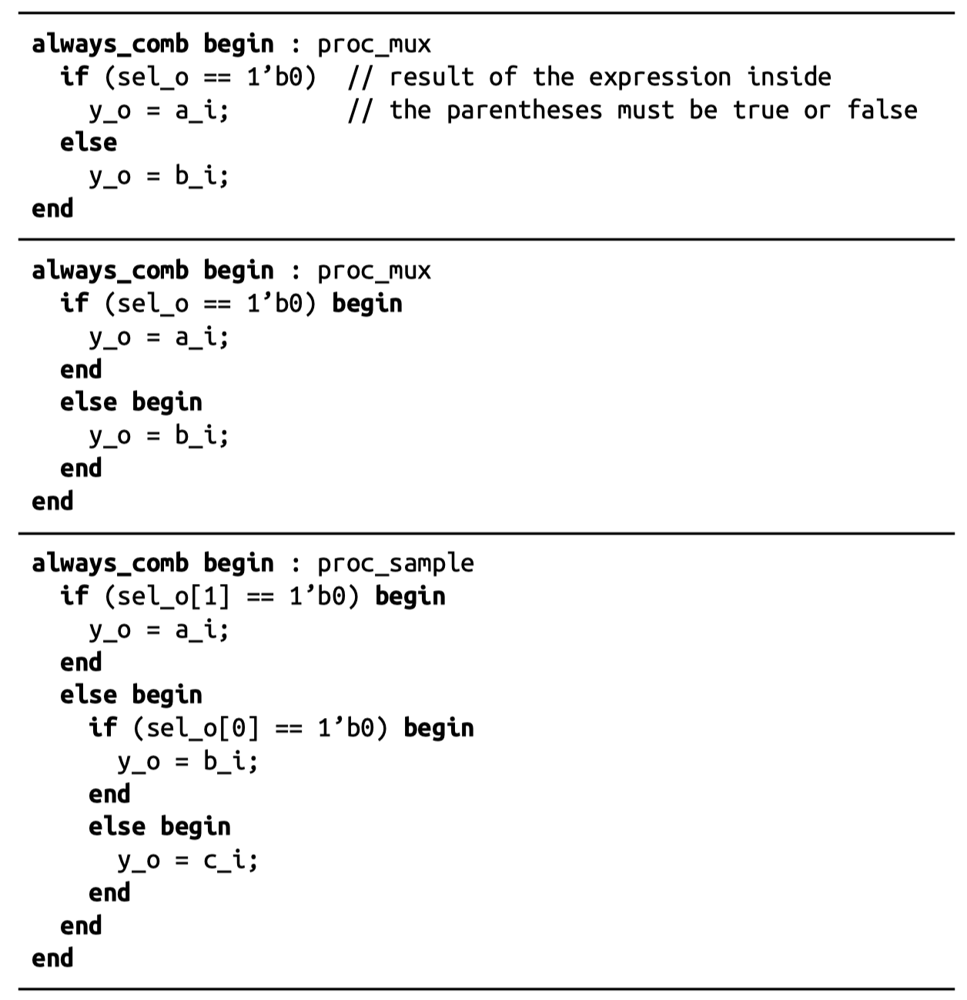 always_comb begin : proc_mux
  if (sel_o == 1’b0)  // result of the expression inside
    y_o = a_i;        // the parentheses must be true or false
  else
    y_o = b_i;
end
always_comb begin : proc_mux
  if (sel_o == 1’b0) begin
    y_o = a_i;
  end
  else begin
    y_o = b_i;
  end
end
always_comb begin : proc_sample
  if (sel_o[1] == 1’b0) begin
    y_o = a_i;
  end
  else begin
    if (sel_o[0] == 1’b0) begin
      y_o = b_i;
    end
    else begin
      y_o = c_i;
    end
  end
end